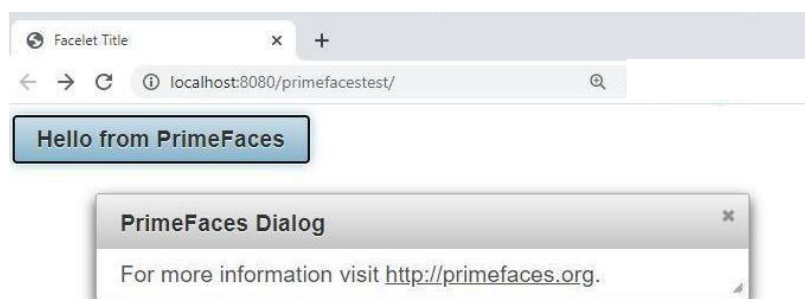 Facelet Title
localhost:8080/primefacestest/
Hello from PrimeFaces
PrimeFaces Dialog
For more information visit http://primefaces.org.